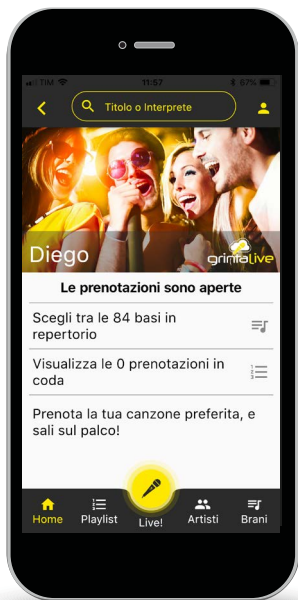 TIM 11:57 67%
Titolo o Interprete
Diego
grintaLive
Le prenotazioni sono aperte
Scegli tra le 84 basi in
repertorio
Visualizza le 0 prenotazioni in
coda
Prenota la tua canzone preferita, e
sali sul palco!
Home Playlist Live! Artisti Brani